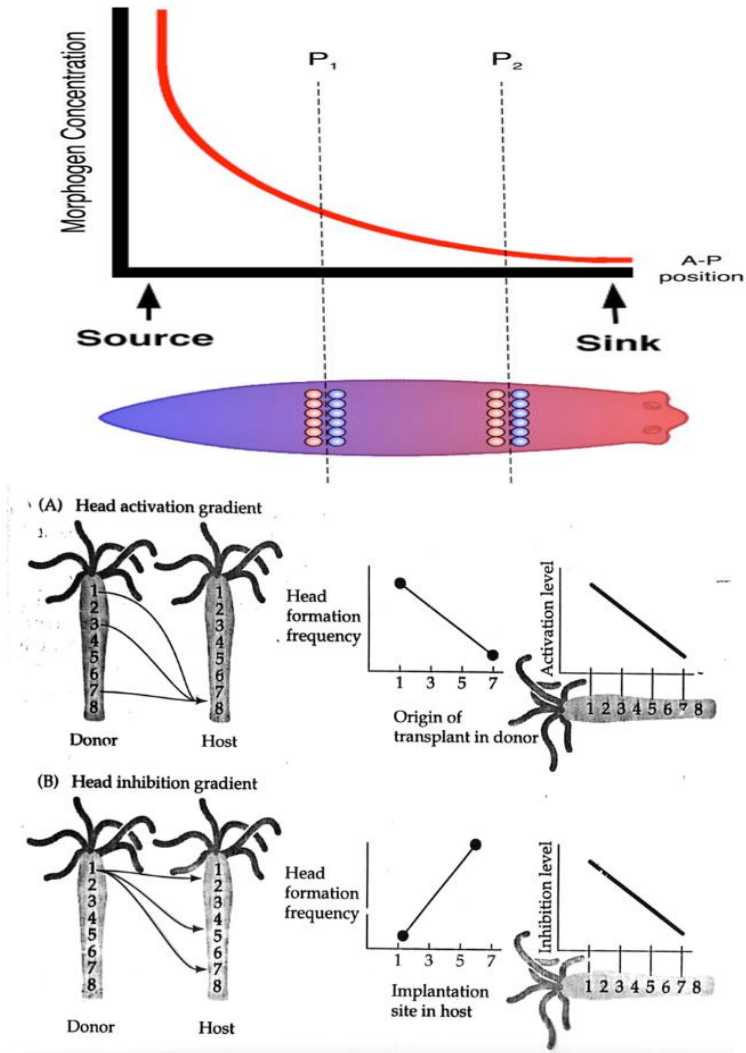 Morphogen Concentration
P1
P2
A-P
position
Source
Sink
(A) Head activation gradient
1.
1
2
3
4
5
6
7
8
1
2
3
4
5
6
7
8
Donor
Host
Head
formation
frequency
1 3 5 7
Origin of
transplant in donor
Activation level
1 2 3 4 5 6 7 8
(B) Head inhibition gradient
1
2
3
4
5
6
7
8
1
2
3
4
5
6
7
8
Donor
Host
Head
formation
frequency
1 3 5 7
Implantation
site in host
Inhibition level
1 2 3 4 5 6 7 8